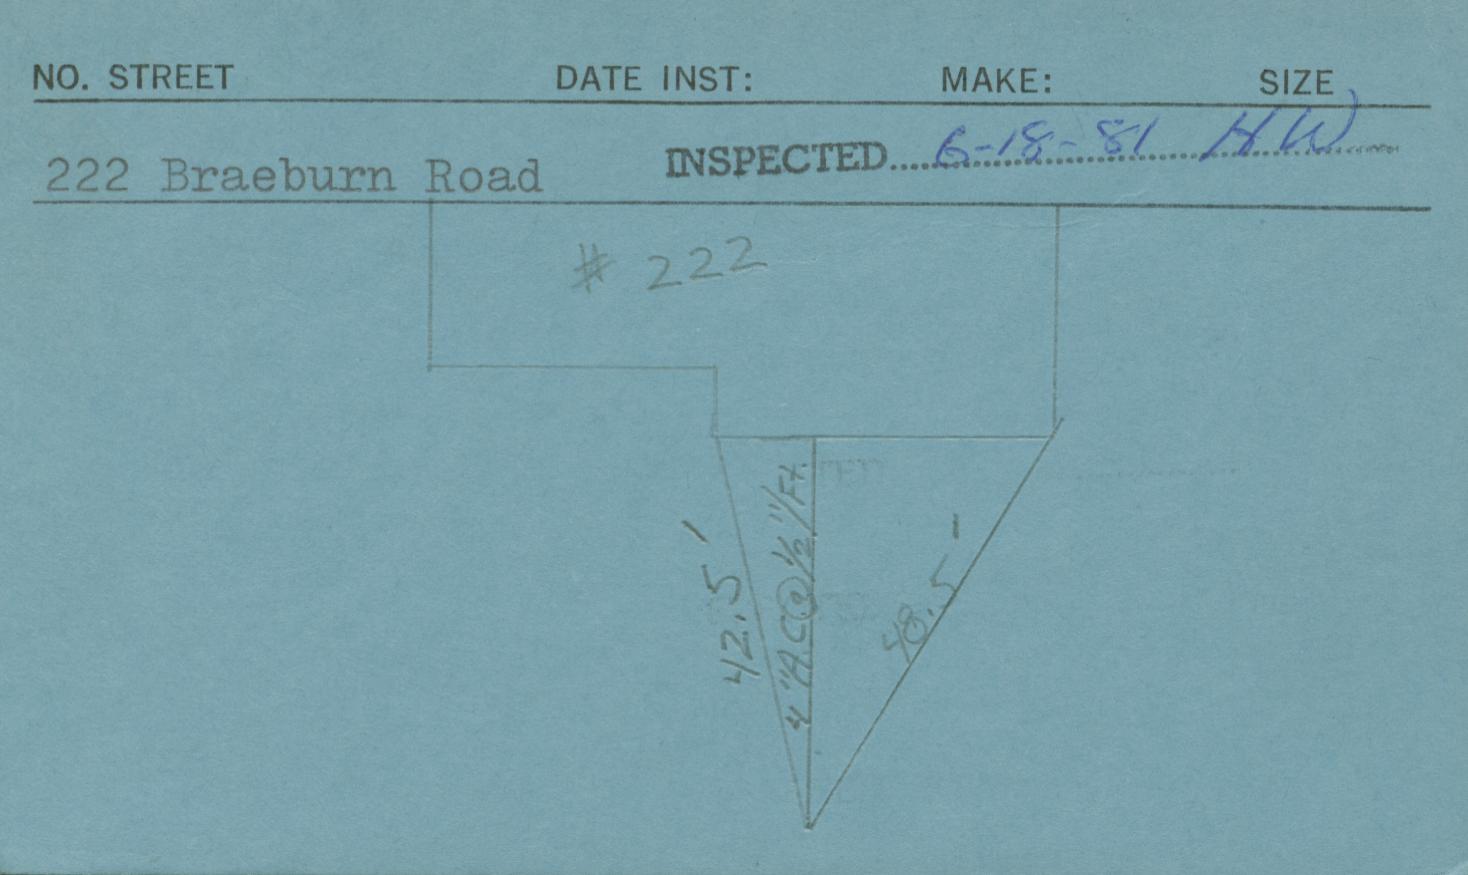 NO. STREET DATE INST: MAKE: SIZE
222 Braeburn Road INSPECTED 6-18-81 HW
# 222
42.5'
4"A.C@ 1/2"/Ft.
48.5'